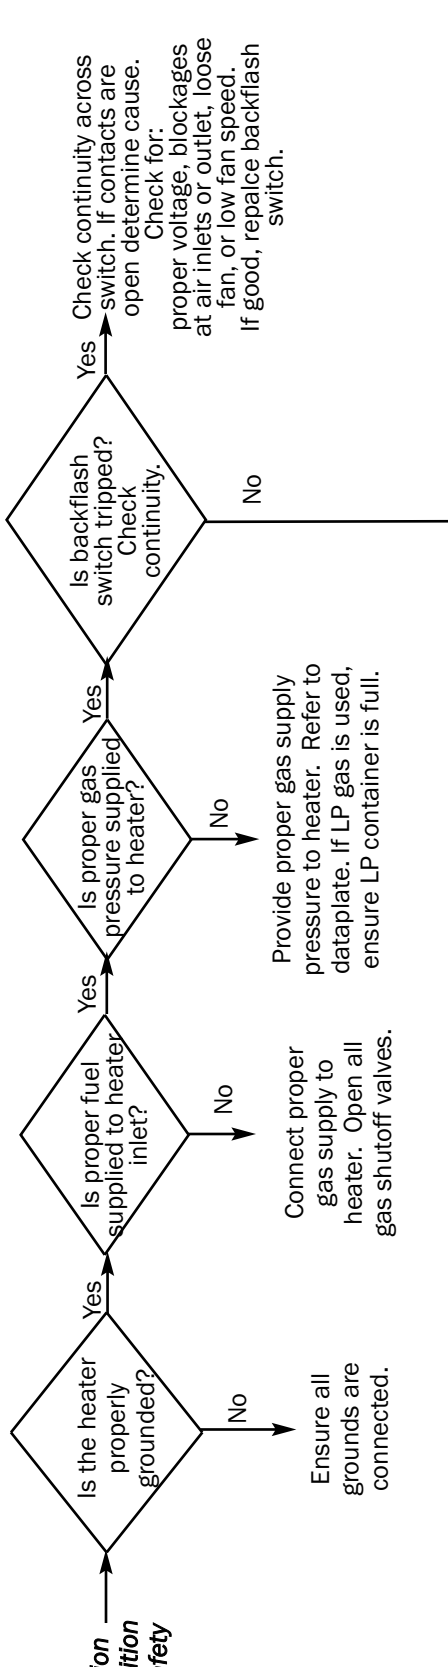 Is the heater
properly
grounded?
Yes
No
Ensure all
grounds are
connected.
Is proper fuel
supplied to heater
inlet?
Yes
No
Connect proper
gas supply to
heater. Open all
gas shutoff valves.
Is proper gas
pressure supplied
to heater?
Yes
No
Provide proper gas supply
pressure to heater. Refer to
dataplate. If LP gas is used,
ensure LP container is full.
Is backflash
switch tripped?
Check
continuity.
Yes
No
Check continuity across
switch. If contacts are
open determine cause.
Check for:
proper voltage, blockages
at air inlets or outlet, loose
fan, or low fan speed.
If good, repalce backflash
switch.